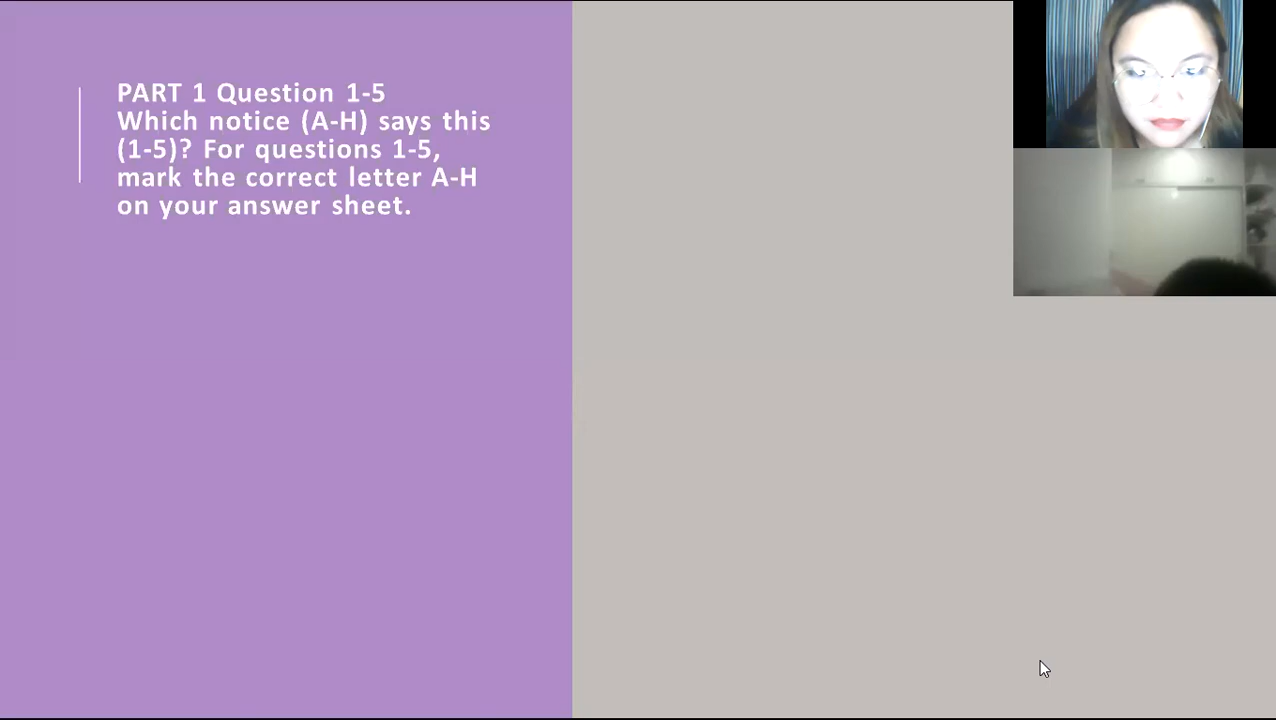 PART 1 Question 1-5
Which notice (A-H) says this
(1-5)? For questions 1-5,
mark the correct letter A-H
on your answer sheet.